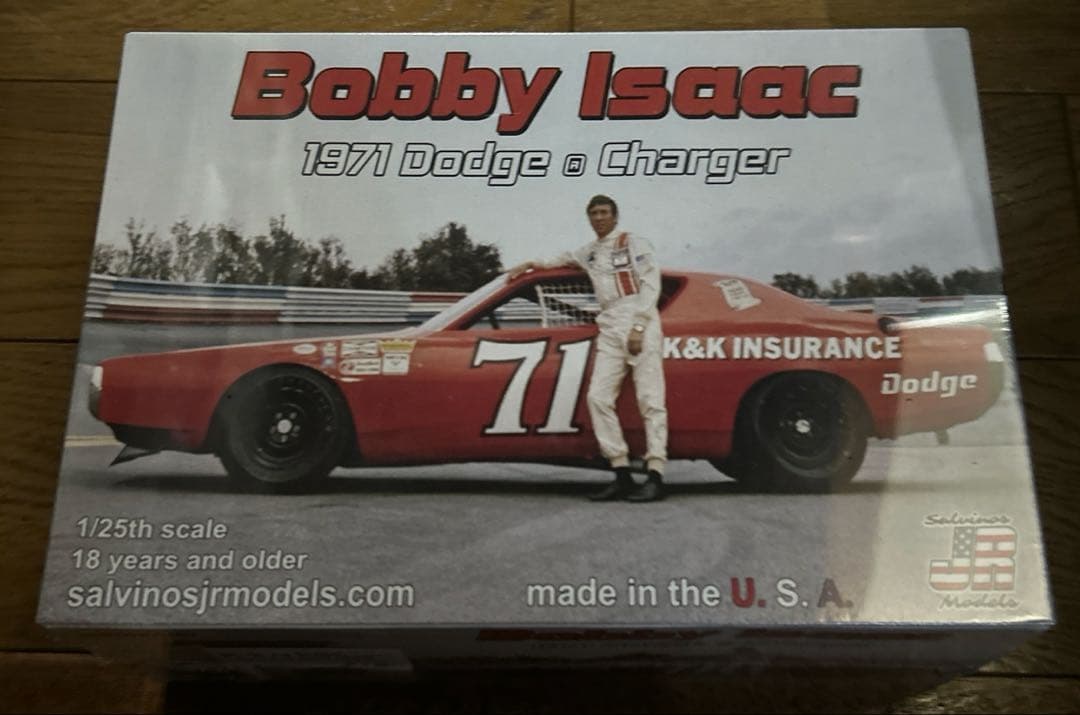 Bobby Isaac
1971 Dodge ® Charger
71
K&K INSURANCE
Dodge
1/25th scale
18 years and older
salvinosjrmodels.com
made in the U. S. A.
Salvinos
JR
Models